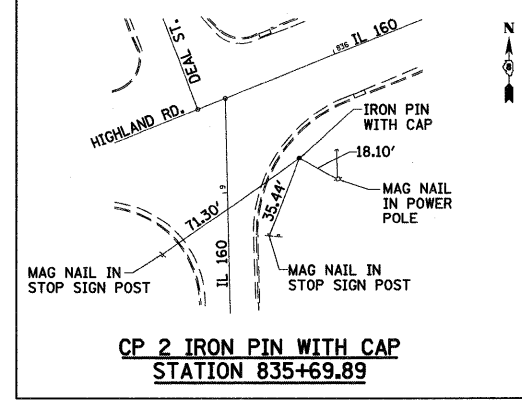 N
DEAL ST.
836 IL 160
HIGHLAND RD.
IRON PIN
WITH CAP
18.10'
MAG NAIL
IN POWER
POLE
35.44'
71.30'
9
IL 160
MAG NAIL IN
STOP SIGN POST
MAG NAIL IN
STOP SIGN POST
CP 2 IRON PIN WITH CAP
STATION 835+69.89